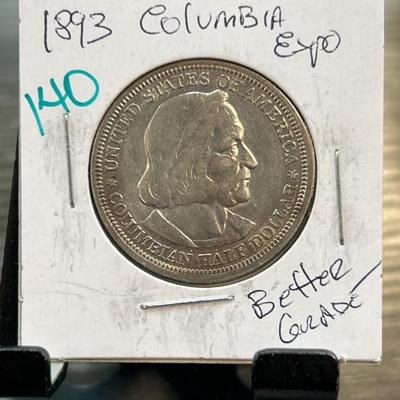 1893 COLUMBIA
Expo
140
UNITED STATES OF AMERICA
COLUMBIAN HALF DOLLAR
Better
GRADE